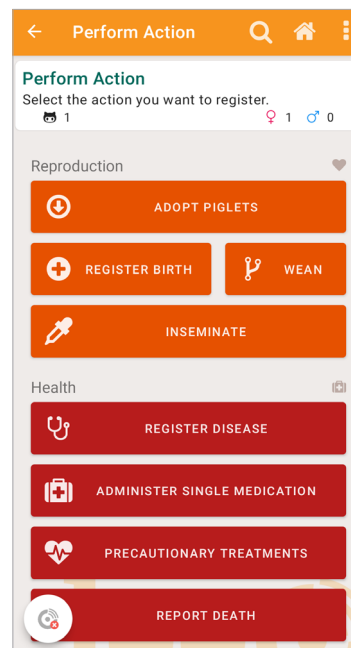 Perform Action
Perform Action
Select the action you want to register.
1 1 0
Reproduction
ADOPT PIGLETS
REGISTER BIRTH WEAN
INSEMINATE
Health
REGISTER DISEASE
ADMINISTER SINGLE MEDICATION
PRECAUTIONARY TREATMENTS
REPORT DEATH